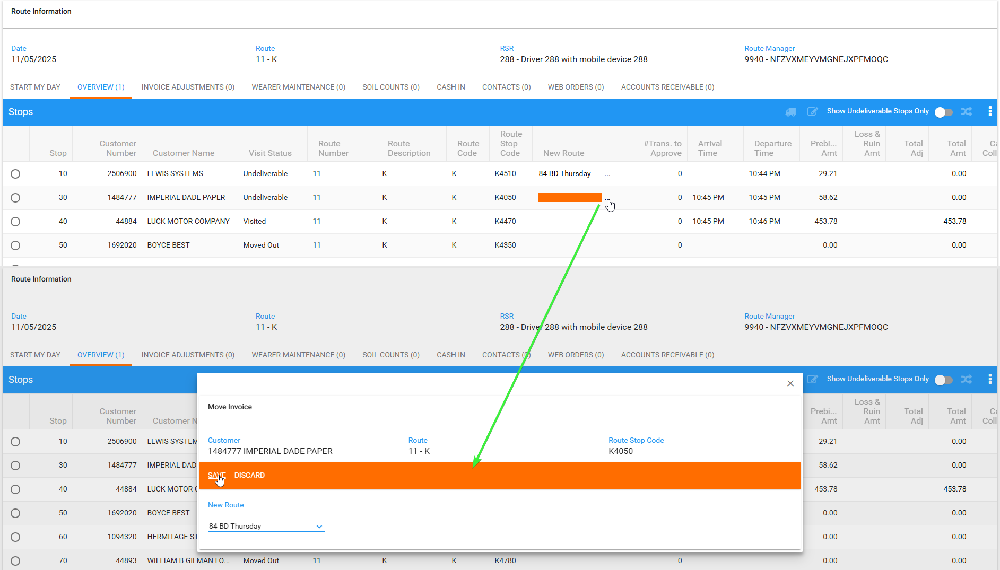 Route Information
Date Route RSR Route Manager
11/05/2025 11 - K 288 - Driver 288 with mobile device 288 9940 - NFZVXMEYVMGNEJXPFMOQC
START MY DAY OVERVIEW (1) INVOICE ADJUSTMENTS (0) WEARER MAINTENANCE (0) SOIL COUNTS (0) CASH IN CONTACTS (0) WEB ORDERS (0) ACCOUNTS RECEIVABLE (0)
Stops Show Undeliverable Stops Only
Stop Customer Number Customer Name Visit Status Route Number Route Description Route Code Route Stop Code New Route #Trans. to Approve Arrival Time Departure Time Prebi... Amt Loss & Ruin Amt Total Adj Total Amt Ca Coll
10 2506900 LEWIS SYSTEMS Undeliverable 11 K K K4510 84 BD Thursday ... 0 10:44 PM 29.21 0.00
30 1484777 IMPERIAL DADE PAPER Undeliverable 11 K K K4050 ... 0 10:45 PM 10:45 PM 58.62 0.00
40 44884 LUCK MOTOR COMPANY Visited 11 K K K4470 0 10:45 PM 10:46 PM 453.78 453.78
50 1692020 BOYCE BEST Moved Out 11 K K K4350 0 0.00 0.00
Route Information
Date Route RSR Route Manager
11/05/2025 11 - K 288 - Driver 288 with mobile device 288 9940 - NFZVXMEYVMGNEJXPFMOQC
START MY DAY OVERVIEW (1) INVOICE ADJUSTMENTS (0) WEARER MAINTENANCE (0) SOIL COUNTS (0) CASH IN CONTACTS (0) WEB ORDERS (0) ACCOUNTS RECEIVABLE (0)
Stops Show Undeliverable Stops Only
Stop Customer Number Customer N Prebi... Amt Loss & Ruin Amt Total Adj Total Amt Ca Coll
10 2506900 LEWIS SYSTEM 29.21 0.00
30 1484777 IMPERIAL DAD 58.62 0.00
40 44884 LUCK MOTOR C 453.78 453.78
50 1692020 BOYCE BEST 0.00 0.00
60 1094320 HERMITAGE ST 0.00 0.00
70 44893 WILLIAM B GILMAN LO... Moved Out 11 K K K4780 0 0.00 0.00
Move Invoice
Customer Route Route Stop Code
1484777 IMPERIAL DADE PAPER 11 - K K4050
SAVE DISCARD
New Route
84 BD Thursday